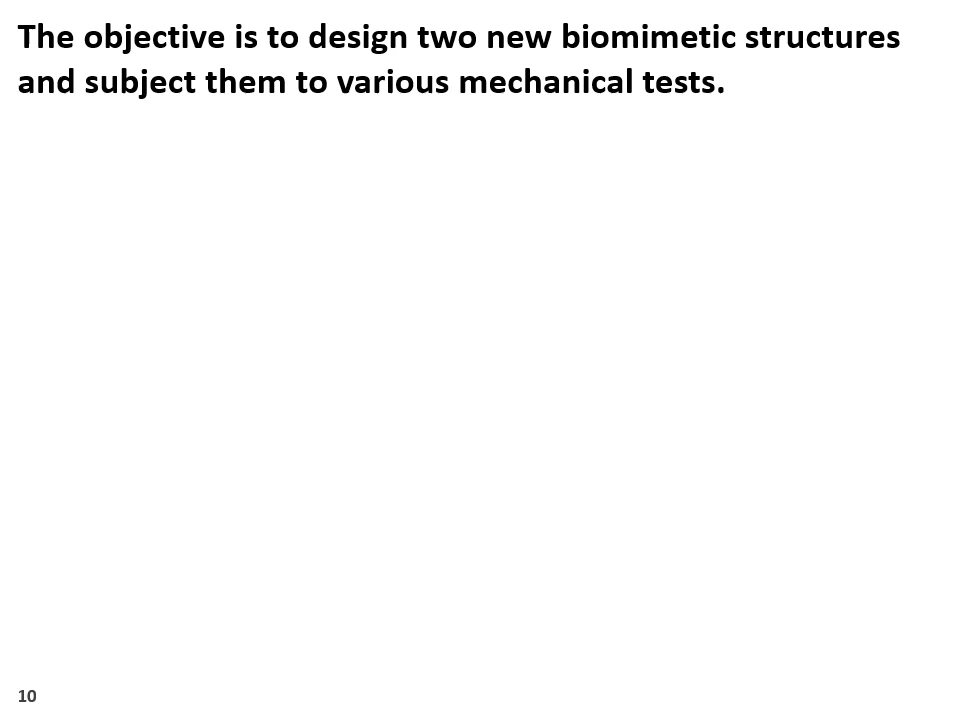 The objective is to design two new biomimetic structures
and subject them to various mechanical tests.
10